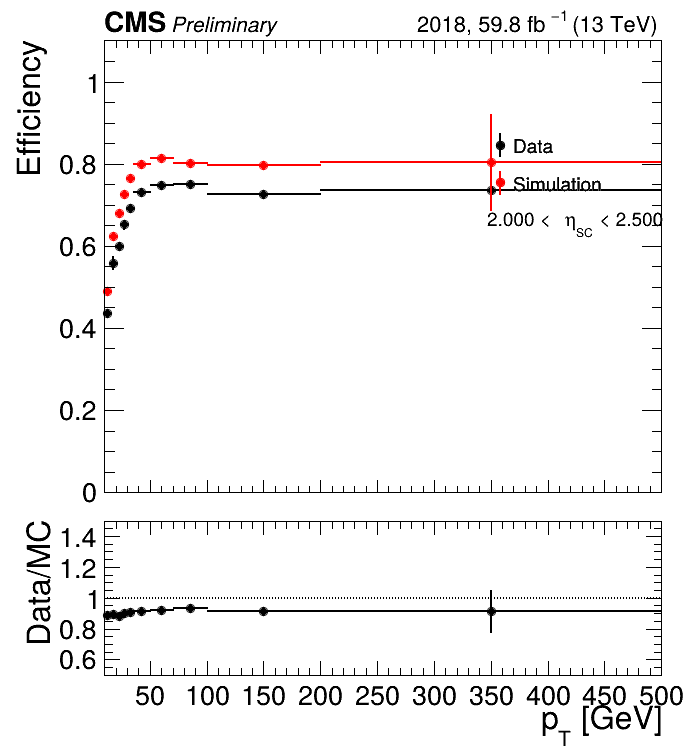 CMS Preliminary 2018, 59.8 fb⁻¹ (13 TeV)
Efficiency
1
0.8
0.6
0.4
0.2
0
Data
Simulation
2.000 < η_SC < 2.500
Data/MC
1.4
1.2
1
0.8
0.6
50 100 150 200 250 300 350 400 450 500
p_T [GeV]